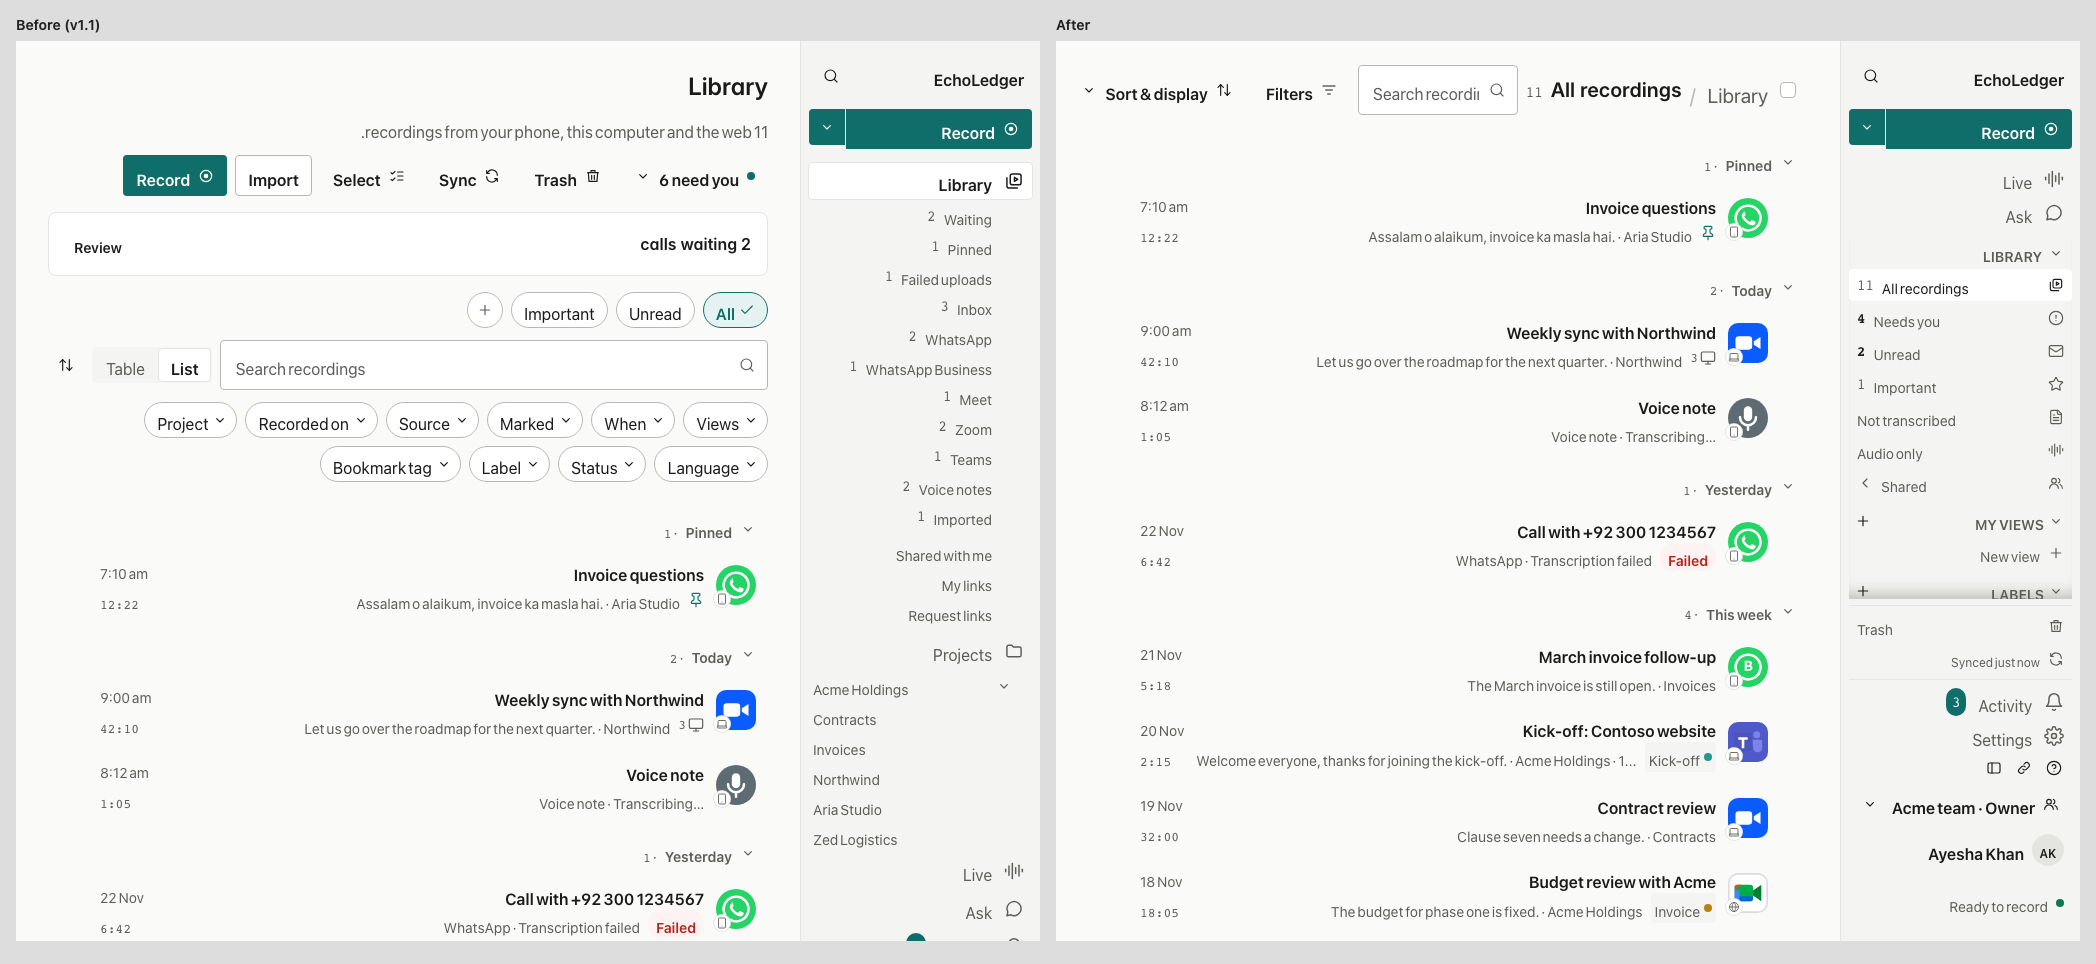 Before (v1.1)
Library
.recordings from your phone, this computer and the web 11
Record
Import
Select
Sync
Trash
6 need you
Review
calls waiting 2
Important
Unread
All
Table
List
Search recordings
Project
Recorded on
Source
Marked
When
Views
Bookmark tag
Label
Status
Language
1 · Pinned
7:10 am
Invoice questions
12:22
Assalam o alaikum, invoice ka masla hai. · Aria Studio
2 · Today
9:00 am
Weekly sync with Northwind
42:10
Let us go over the roadmap for the next quarter. · Northwind 3
8:12 am
Voice note
1:05
Voice note · Transcribing…
1 · Yesterday
22 Nov
Call with +92 300 1234567
6:42
WhatsApp · Transcription failed Failed
EchoLedger
Record
Library
2 Waiting
1 Pinned
1 Failed uploads
3 Inbox
2 WhatsApp
1 WhatsApp Business
1 Meet
2 Zoom
1 Teams
2 Voice notes
1 Imported
Shared with me
My links
Request links
Projects
Acme Holdings
Contracts
Invoices
Northwind
Aria Studio
Zed Logistics
Live
Ask
After
Sort & display
Filters
Search recordin
11 All recordings / Library
1 · Pinned
7:10 am
Invoice questions
12:22
Assalam o alaikum, invoice ka masla hai. · Aria Studio
2 · Today
9:00 am
Weekly sync with Northwind
42:10
Let us go over the roadmap for the next quarter. · Northwind 3
8:12 am
Voice note
1:05
Voice note · Transcribing…
1 · Yesterday
22 Nov
Call with +92 300 1234567
6:42
WhatsApp · Transcription failed Failed
4 · This week
21 Nov
March invoice follow-up
B
5:18
The March invoice is still open. · Invoices
20 Nov
Kick-off: Contoso website
T
2:15
Welcome everyone, thanks for joining the kick-off. · Acme Holdings · 1… Kick-off
19 Nov
Contract review
32:00
Clause seven needs a change. · Contracts
18 Nov
Budget review with Acme
18:05
The budget for phase one is fixed. · Acme Holdings Invoice
EchoLedger
Record
Live
Ask
LIBRARY
11 All recordings
4 Needs you
2 Unread
1 Important
Not transcribed
Audio only
Shared
MY VIEWS
New view
LABELS
Trash
Synced just now
3 Activity
Settings
Acme team · Owner
Ayesha Khan AK
Ready to record